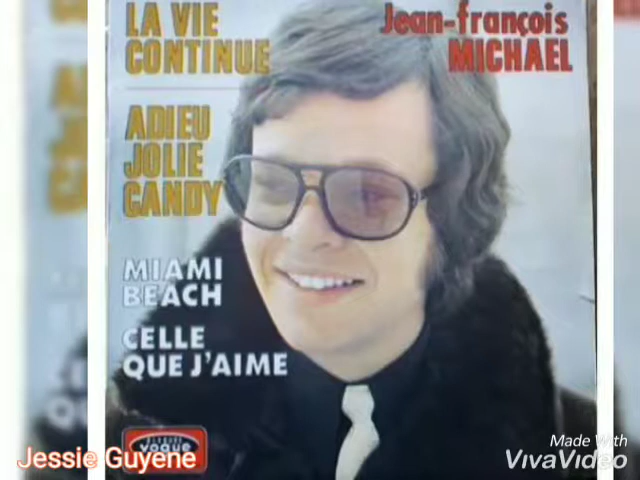 LA VIE
CONTINUE
Jean-françois
MICHAEL
ADIEU
JOLIE
CANDY
MIAMI
BEACH
CELLE
QUE J'AIME
DISQUES
vogue
Jessie Guyene
Made With
VivaVideo